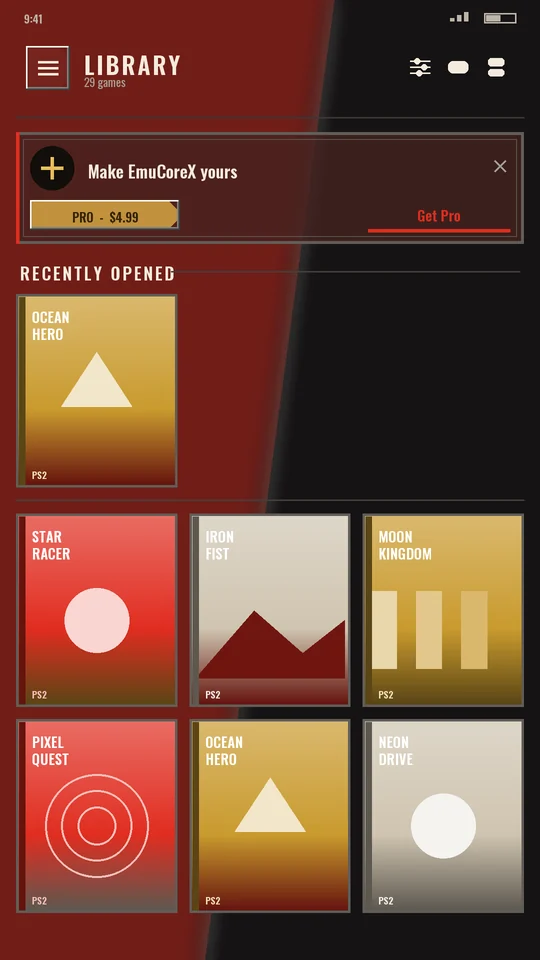 9:41
LIBRARY
29 games
Make EmuCoreX yours
PRO - $4.99
Get Pro
RECENTLY OPENED
OCEAN
HERO
PS2
STAR
RACER
PS2
IRON
FIST
PS2
MOON
KINGDOM
PS2
PIXEL
QUEST
PS2
OCEAN
HERO
PS2
NEON
DRIVE
PS2